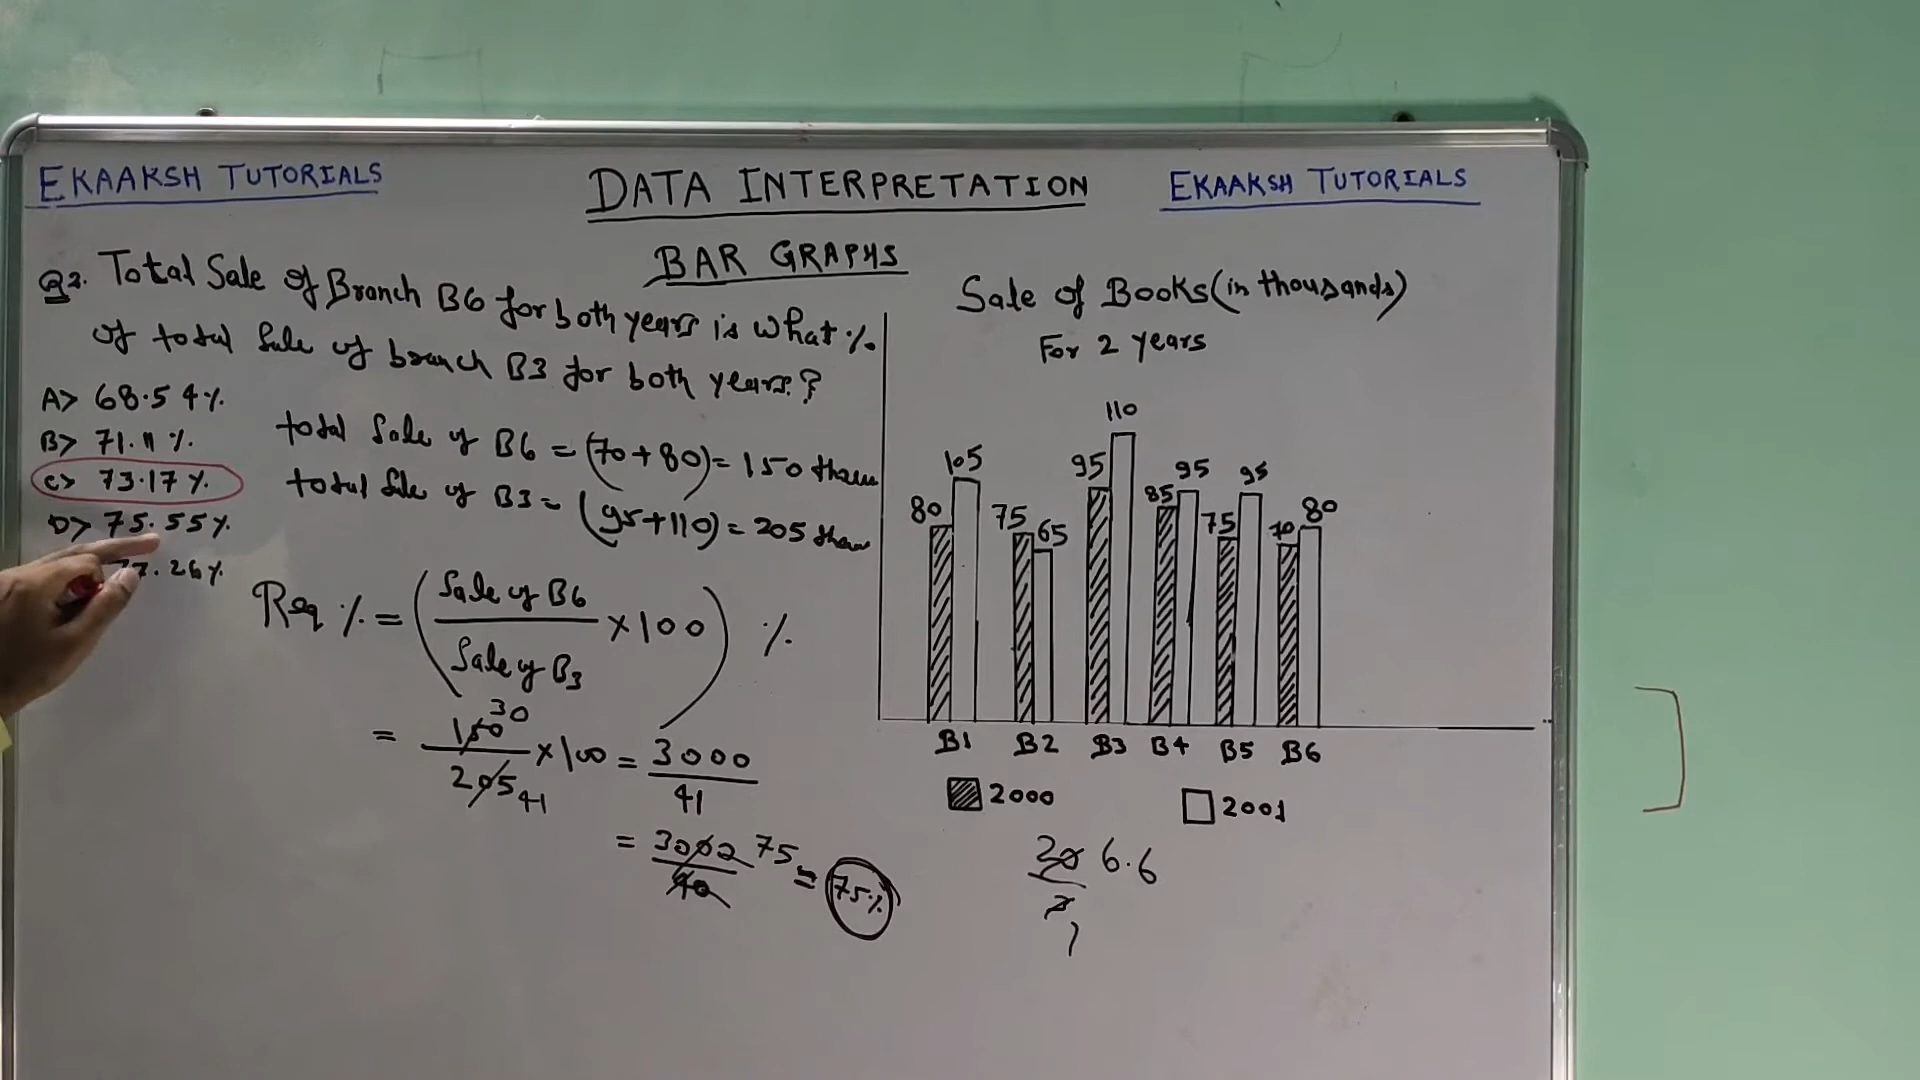 EKAAKSH TUTORIALS
DATA INTERPRETATION
EKAAKSH TUTORIALS
BAR GRAPHS
Q2. Total Sale of Branch B6 for both years is what %
of total Sale of branch B3 for both years?
A> 68.54%
B> 71.11%
C> 73.17%
D> 75.55%
77.26%
total Sale of B6 = (70+80) = 150
total Sale of B3 = (95+110) = 205
Req % = (Sale of B6 / Sale of B3 × 100) %
= 150 30 / 205 41 × 100 = 3000 / 41
= 3000 75 / 40 = 75%
Sale of Books (in thousands)
For 2 years
80 105 75 65 95 110 85 95 75 95 70 80
B1 B2 B3 B4 B5 B6
2000 2001
20 6.6
3
1